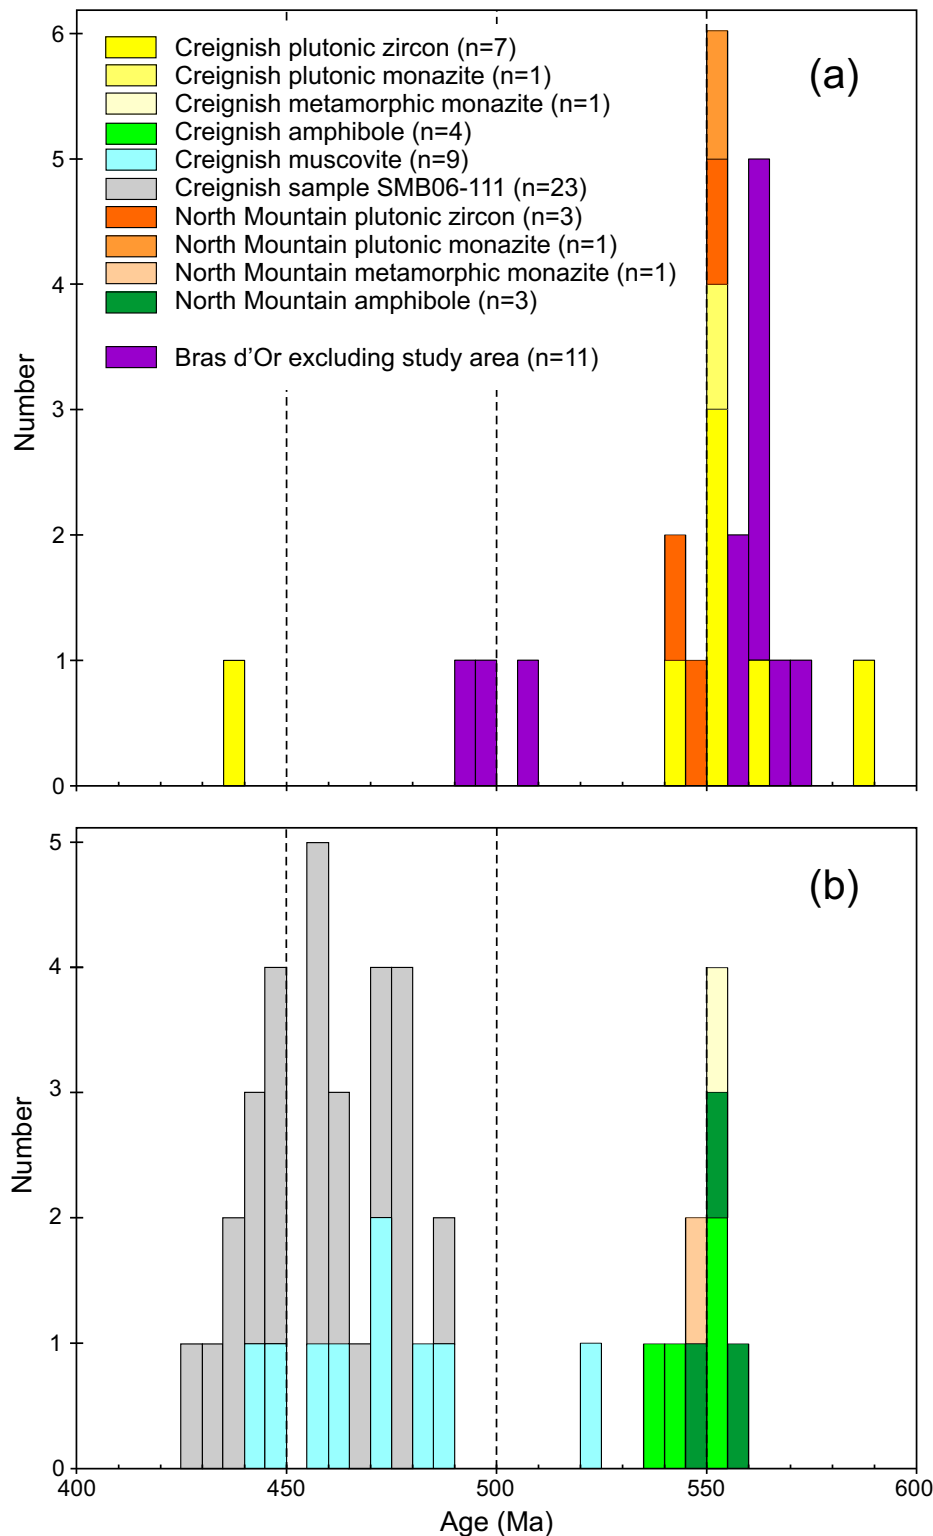 6
5
4
3
2
1
0
Number
Creignish plutonic zircon (n=7)
Creignish plutonic monazite (n=1)
Creignish metamorphic monazite (n=1)
Creignish amphibole (n=4)
Creignish muscovite (n=9)
Creignish sample SMB06-111 (n=23)
North Mountain plutonic zircon (n=3)
North Mountain plutonic monazite (n=1)
North Mountain metamorphic monazite (n=1)
North Mountain amphibole (n=3)
Bras d’Or excluding study area (n=11)
(a)
5
4
3
2
1
0
Number
(b)
400 450 500 550 600
Age (Ma)